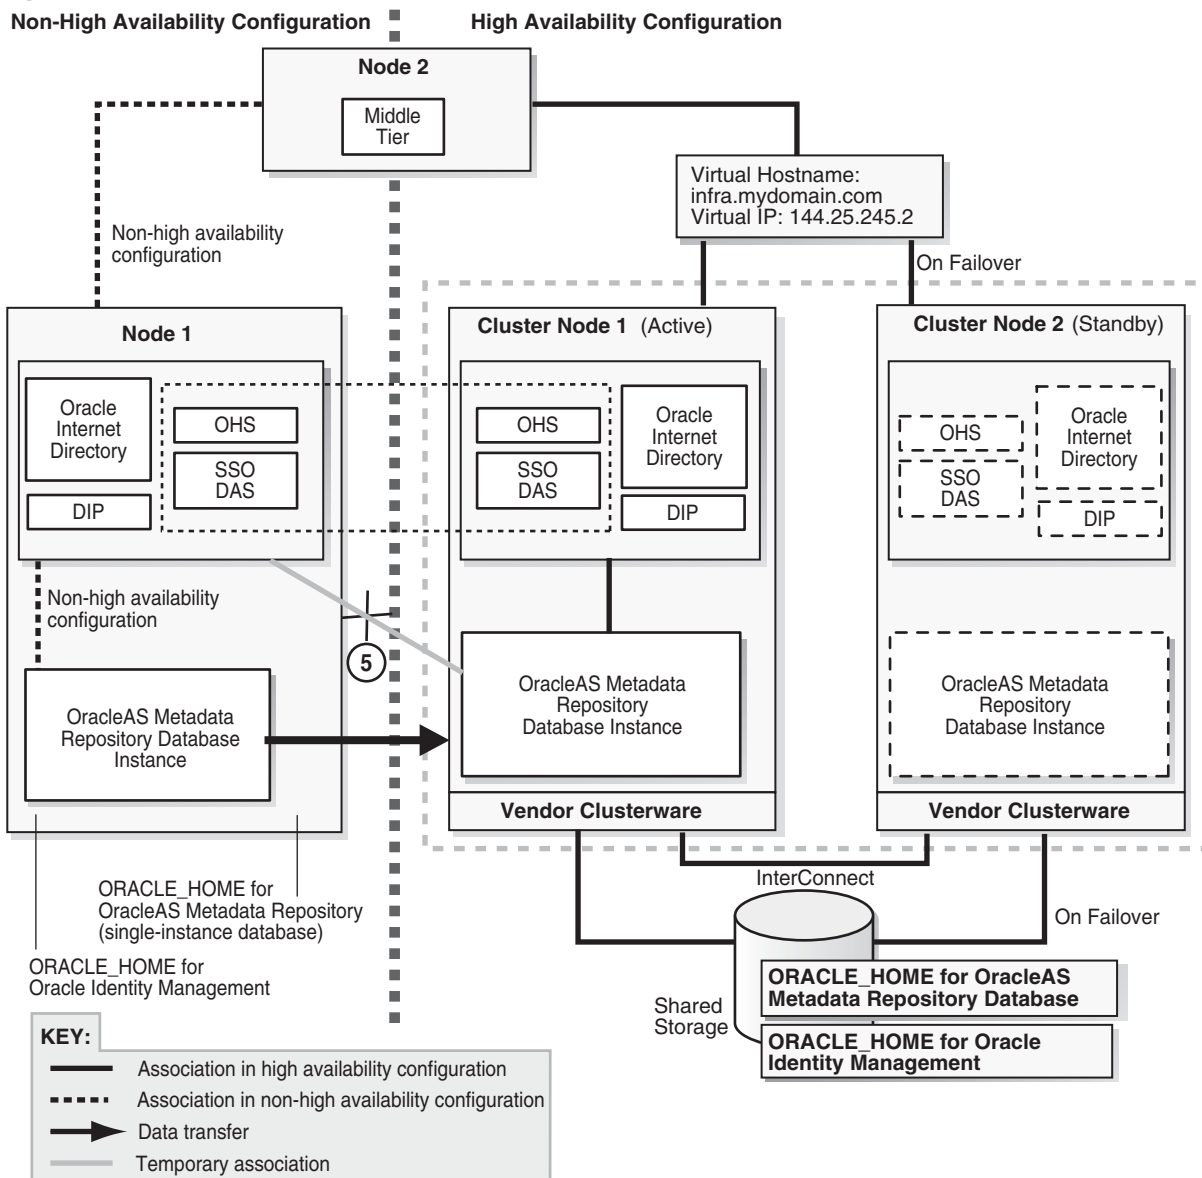 Non-High Availability Configuration
High Availability Configuration
Node 2
Middle
Tier
Virtual Hostname:
infra.mydomain.com
Virtual IP: 144.25.245.2
Non-high availability
configuration
On Failover
Node 1
Oracle
Internet
Directory
DIP
OHS
SSO
DAS
Non-high availability
configuration
OracleAS Metadata
Repository Database
Instance
5
Cluster Node 1 (Active)
OHS
SSO
DAS
Oracle
Internet
Directory
DIP
OracleAS Metadata
Repository
Database Instance
Vendor Clusterware
Cluster Node 2 (Standby)
OHS
SSO
DAS
Oracle
Internet
Directory
DIP
OracleAS Metadata
Repository
Database Instance
Vendor Clusterware
InterConnect
On Failover
ORACLE_HOME for
OracleAS Metadata Repository
(single-instance database)
ORACLE_HOME for
Oracle Identity Management
Shared
Storage
ORACLE_HOME for OracleAS
Metadata Repository Database
ORACLE_HOME for Oracle
Identity Management
KEY:
Association in high availability configuration
Association in non-high availability configuration
Data transfer
Temporary association